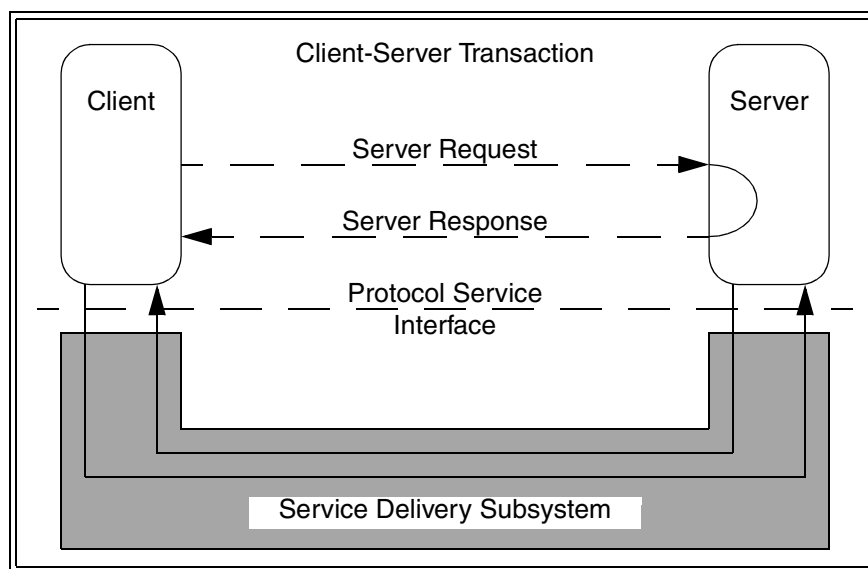 Client-Server Transaction
Client
Server
Server Request
Server Response
Protocol Service
Interface
Service Delivery Subsystem